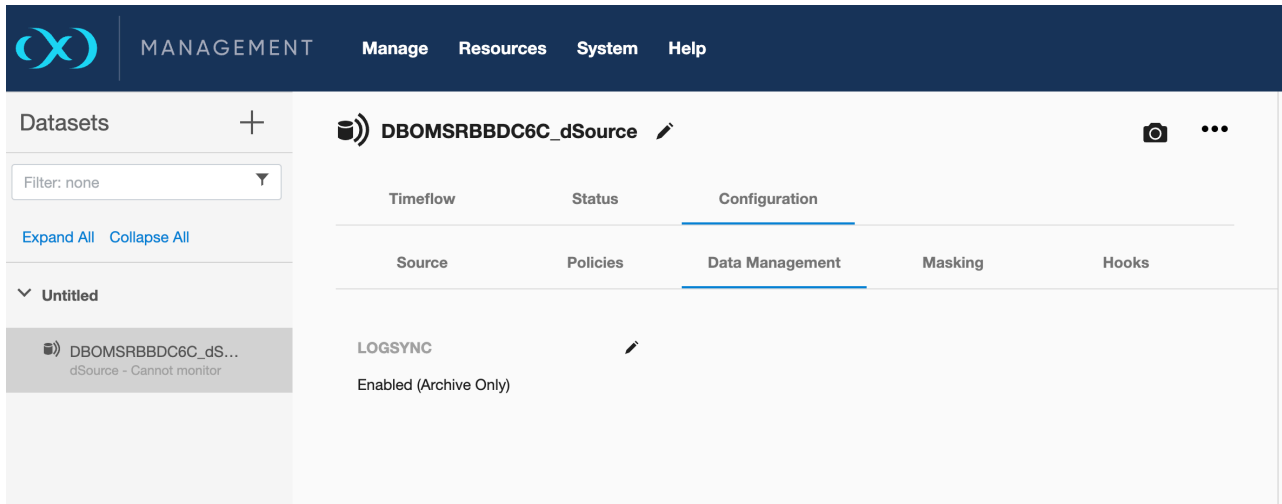 MANAGEMENT Manage Resources System Help
Datasets
Filter: none
Expand All Collapse All
Untitled
DBOMSRBBDC6C_dS...
dSource - Cannot monitor
DBOMSRBBDC6C_dSource
Timeflow Status Configuration
Source Policies Data Management Masking Hooks
LOGSYNC
Enabled (Archive Only)